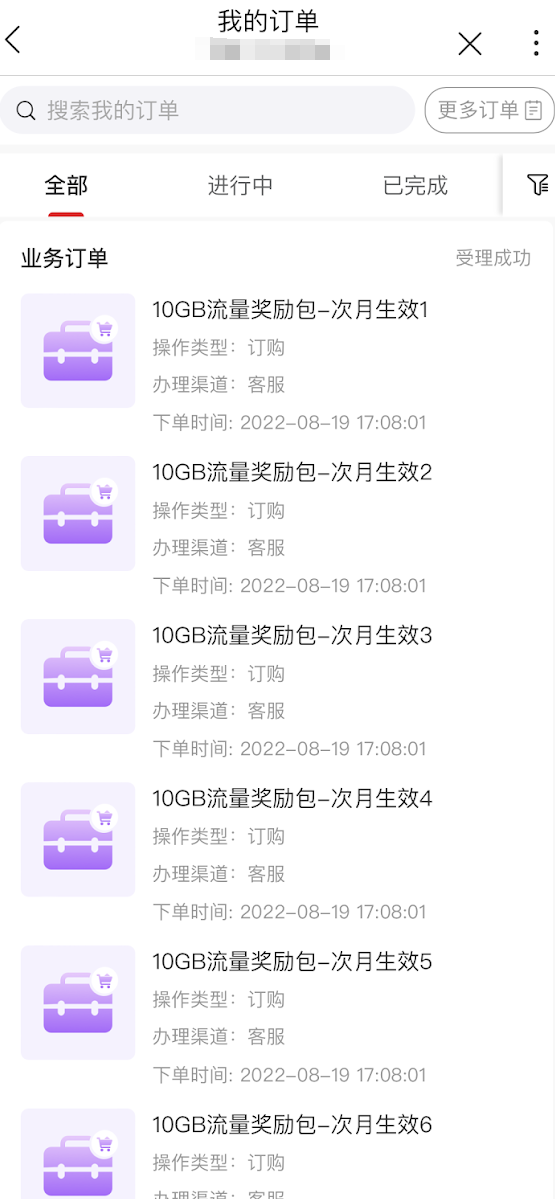 我的订单
搜索我的订单
更多订单
全部
进行中
已完成
业务订单
受理成功
10GB流量奖励包-次月生效1
操作类型: 订购
办理渠道: 客服
下单时间: 2022-08-19 17:08:01
10GB流量奖励包-次月生效2
操作类型: 订购
办理渠道: 客服
下单时间: 2022-08-19 17:08:01
10GB流量奖励包-次月生效3
操作类型: 订购
办理渠道: 客服
下单时间: 2022-08-19 17:08:01
10GB流量奖励包-次月生效4
操作类型: 订购
办理渠道: 客服
下单时间: 2022-08-19 17:08:01
10GB流量奖励包-次月生效5
操作类型: 订购
办理渠道: 客服
下单时间: 2022-08-19 17:08:01
10GB流量奖励包-次月生效6
操作类型: 订购
办理渠道: 客服